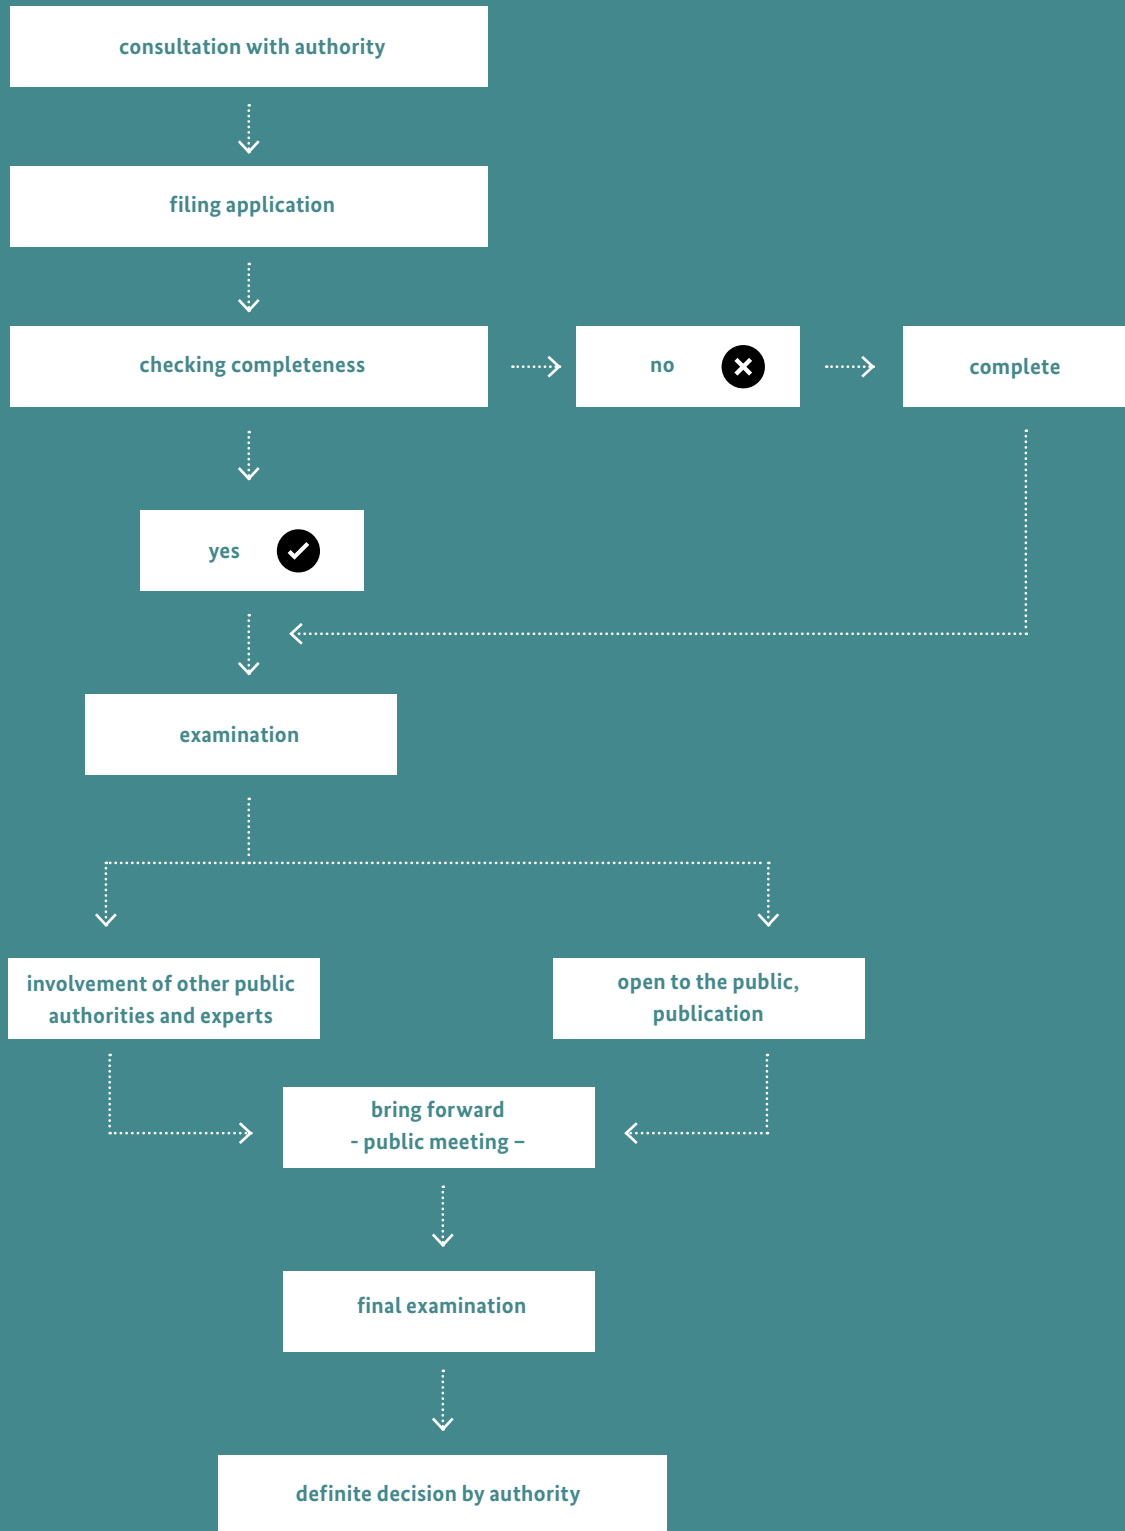 consultation with authority
filing application
checking completeness
no
complete
yes
examination
involvement of other public
authorities and experts
open to the public,
publication
bring forward
- public meeting –
final examination
definite decision by authority